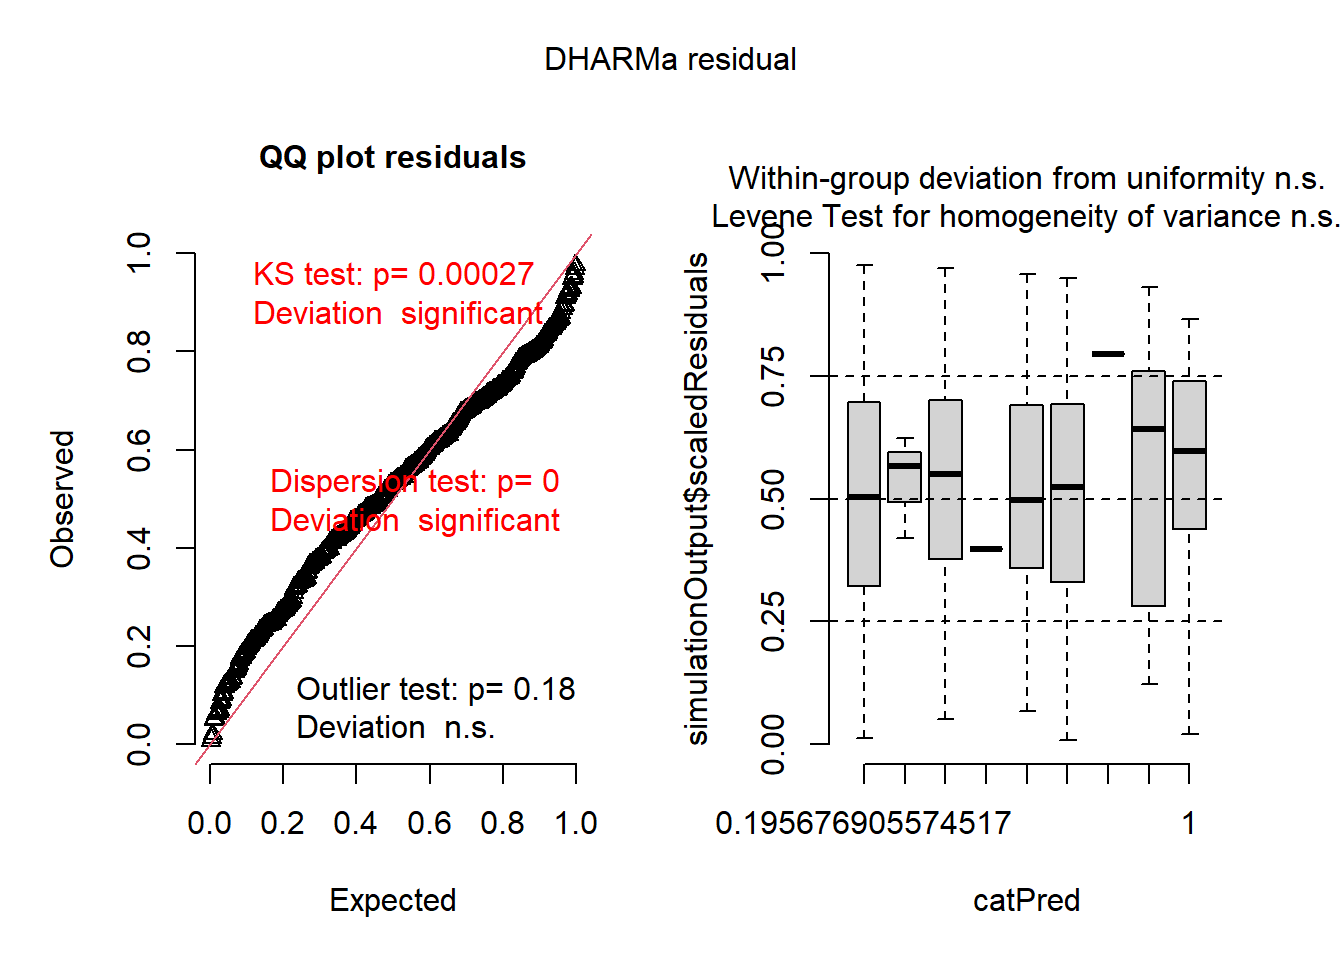 DHARMa residual
QQ plot residuals
KS test: p= 0.00027
Deviation  significant
Dispersion test: p= 0
Deviation  significant
Outlier test: p= 0.18
Deviation  n.s.
Observed
0.0 0.2 0.4 0.6 0.8 1.0
0.0 0.2 0.4 0.6 0.8 1.0
Expected
Within-group deviation from uniformity n.s.
Levene Test for homogeneity of variance n.s.
simulationOutput$scaledResiduals
0.00 0.25 0.50 0.75 1.00
0.195676905574517 1
catPred